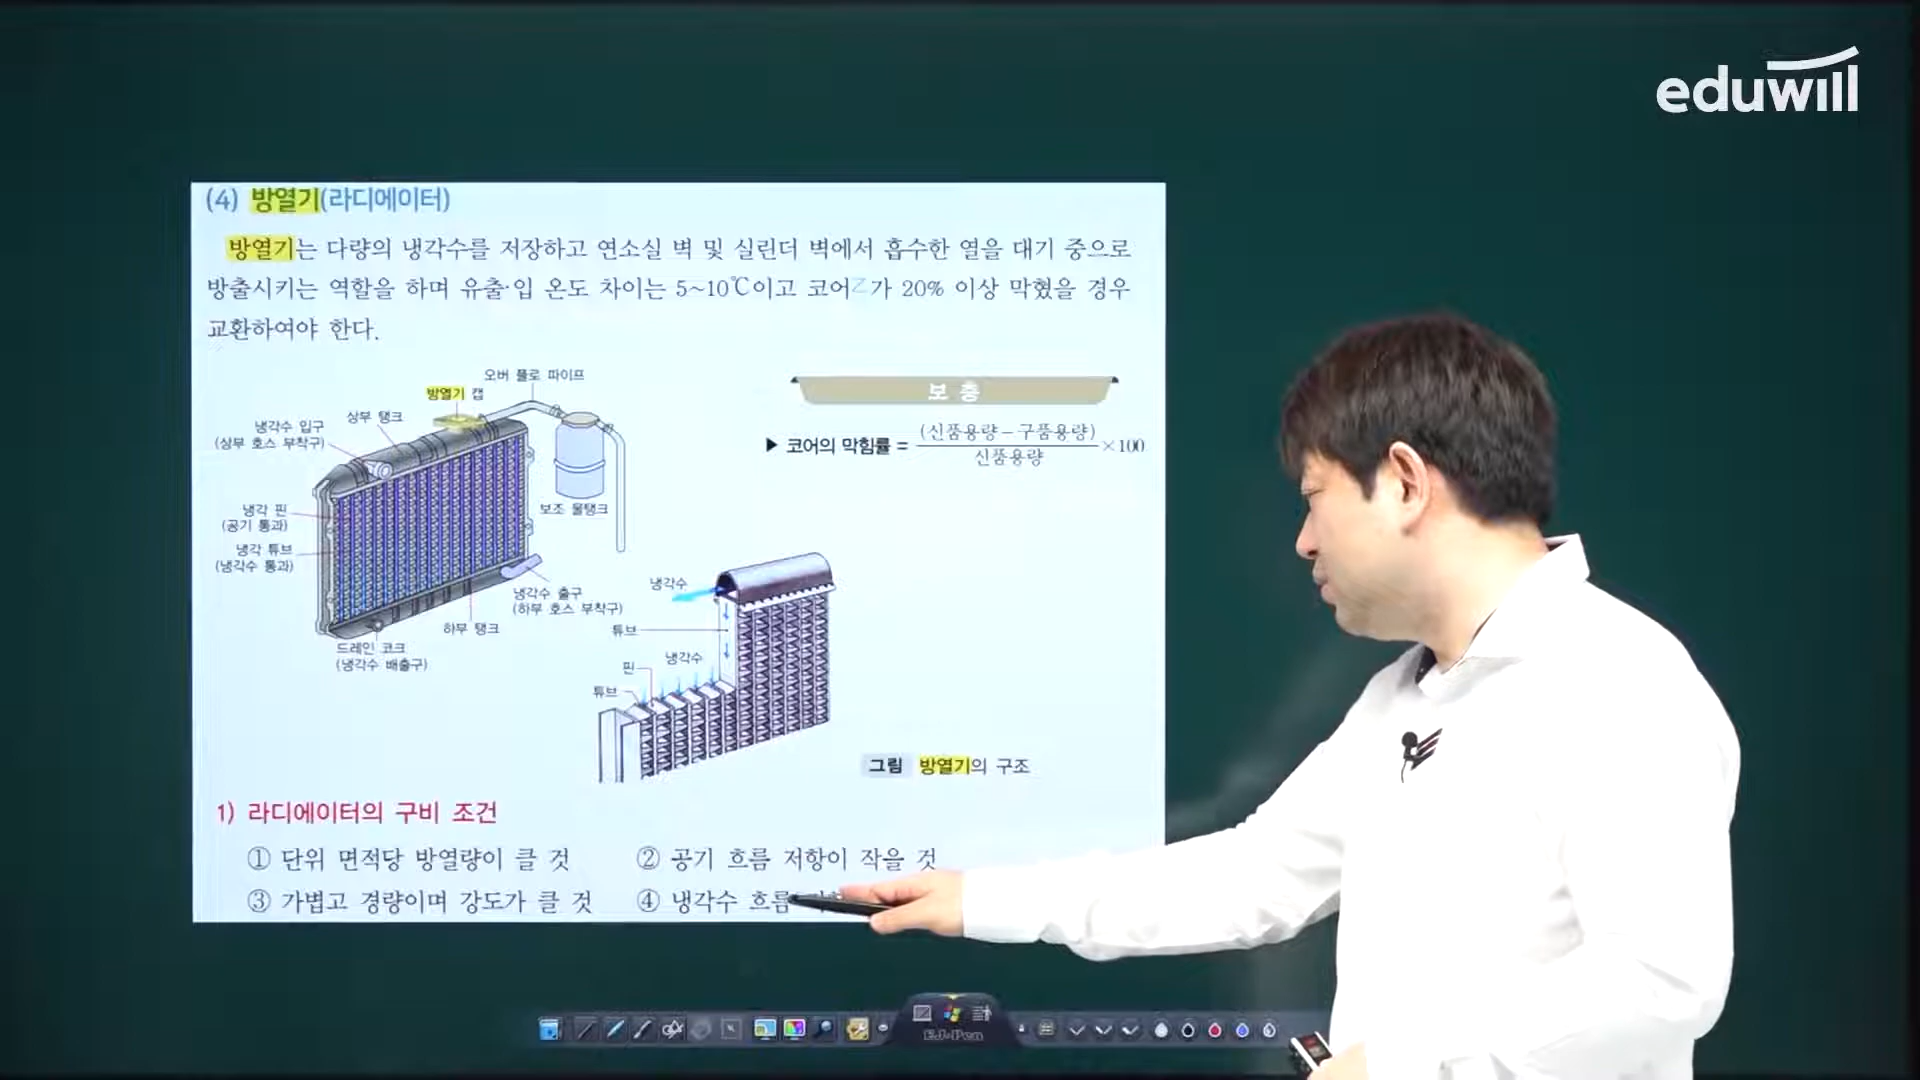 eduwill
(4) 방열기(라디에이터)
방열기는 다량의 냉각수를 저장하고 연소실 벽 및 실린더 벽에서 흡수한 열을 대기 중으로
방출시키는 역할을 하며 유출·입 온도 차이는 5~10℃이고 코어가 20% 이상 막혔을 경우
교환하여야 한다.
오버 플로 파이프
방열기 캡
상부 탱크
냉각수 입구
(상부 호스 부착구)
냉각 핀
(공기 통과)
냉각 튜브
(냉각수 통과)
보조 물탱크
냉각수 출구
(하부 호스 부착구)
하부 탱크
드레인 코크
(냉각수 배출구)
보충
▶ 코어의 막힘률 = (신품용량 − 구품용량) / 신품용량 ×100
냉각수
튜브
냉각수
핀
튜브
그림 방열기의 구조
1) 라디에이터의 구비 조건
① 단위 면적당 방열량이 클 것
② 공기 흐름 저항이 작을 것
③ 가볍고 경량이며 강도가 클 것
④ 냉각수 흐름